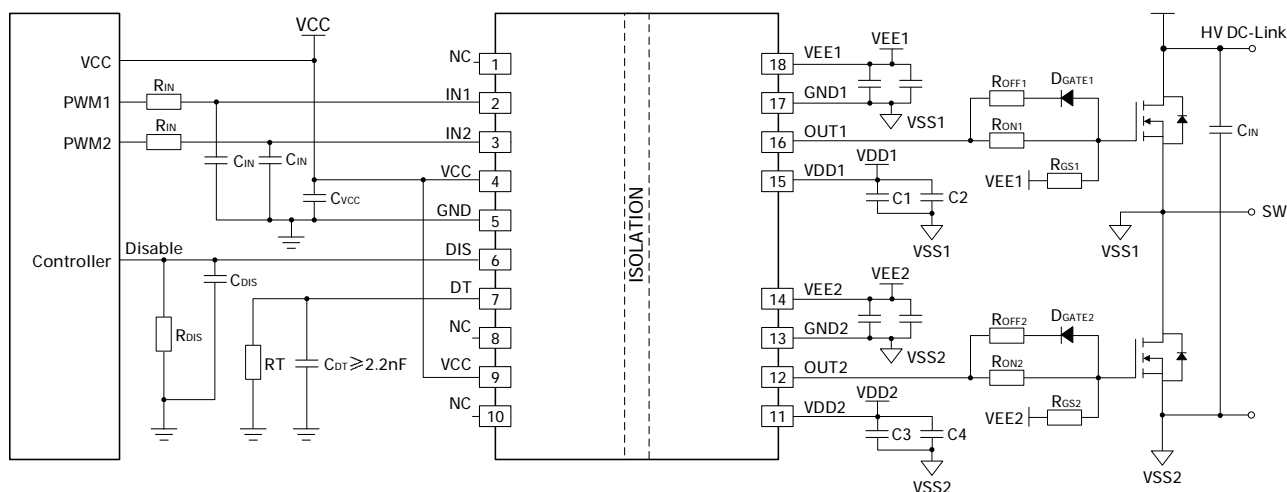 VCC
VCC
PWM1
PWM2
Controller
RIN
RIN
CIN
CIN
CVCC
Disable
CDIS
RDIS
RT
CDT⩾2.2nF
NC
IN1
IN2
VCC
GND
DIS
DT
NC
VCC
NC
1
2
3
4
5
6
7
8
9
10
ISOLATION
18
17
16
15
14
13
12
11
VEE1
GND1
OUT1
VDD1
VEE2
GND2
OUT2
VDD2
VEE1
VSS1
VDD1
C1
C2
VSS1
VEE2
VSS2
VDD2
C3
C4
VSS2
ROFF1
DGATE1
RON1
RGS1
VEE1
VSS1
ROFF2
DGATE2
RON2
RGS2
VEE2
VSS2
HV DC-Link
CIN
SW